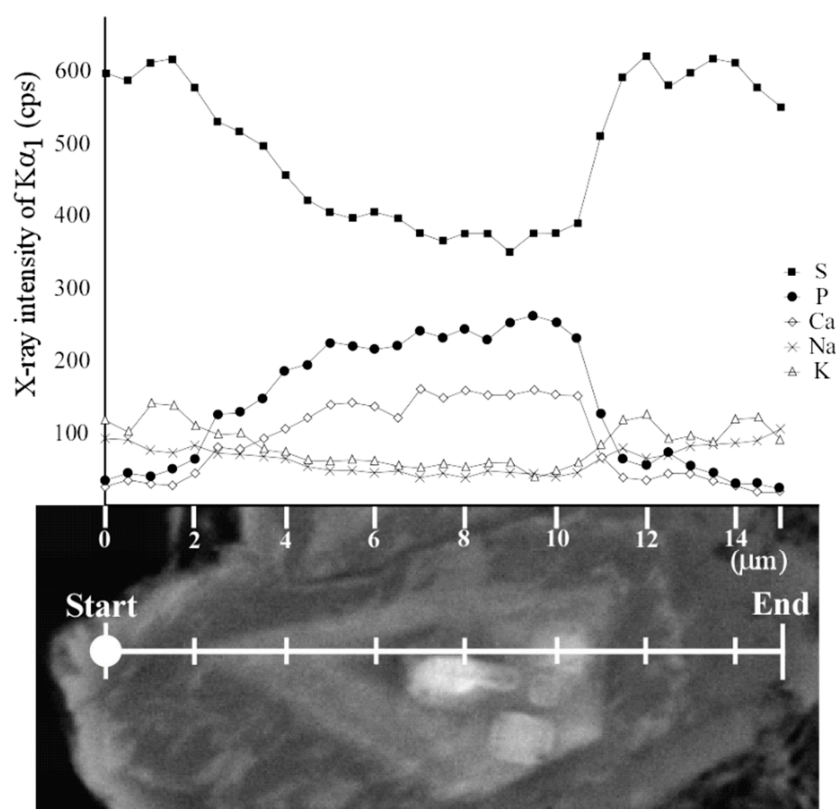 X-ray intensity of Kα₁ (cps)
600
500
400
300
200
100
S
P
Ca
Na
K
0 2 4 6 8 10 12 14
(μm)
Start
End